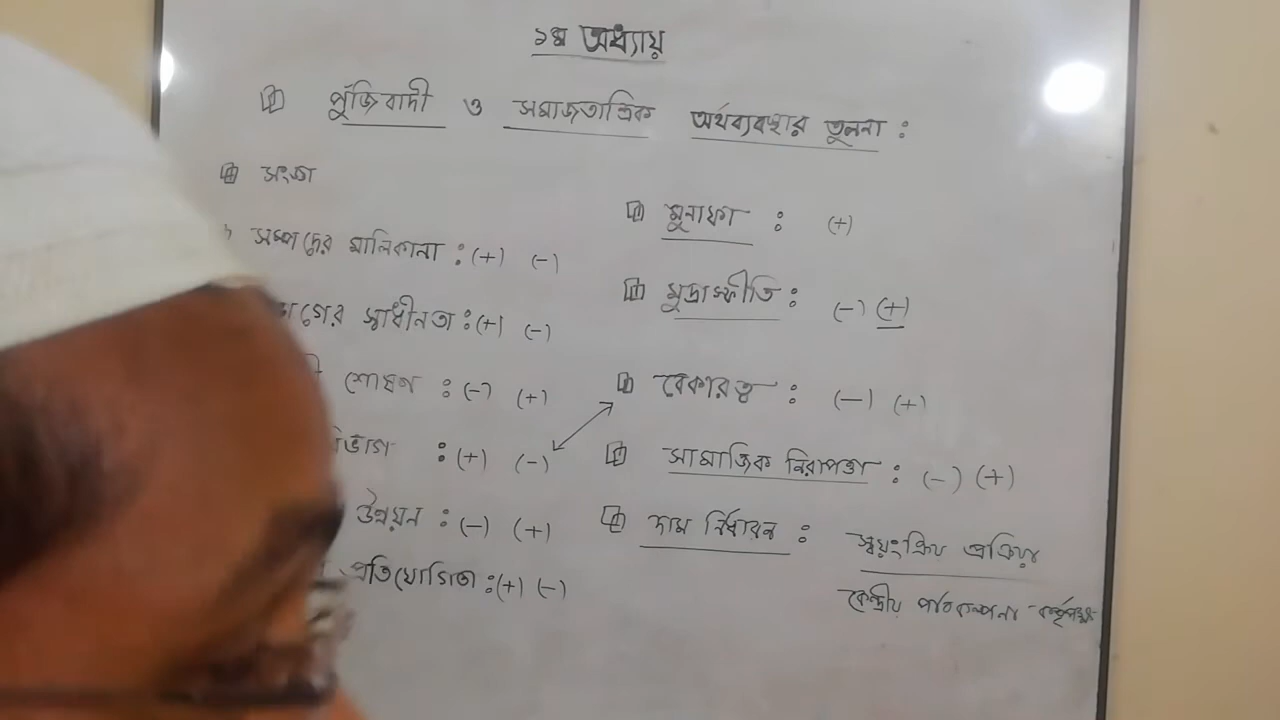 ১ম অধ্যায়
পুঁজিবাদী ও সমাজতান্ত্রিক অর্থব্যবস্থার তুলনা :
সংজ্ঞা
সম্পদের মালিকানা : (+) (-)
গের স্বাধীনতা : (+) (-)
শোষণ : (-) (+)
বিভাগ : (+) (-)
উন্নয়ন : (-) (+)
প্রতিযোগিতা : (+) (-)
মুনাফা : (+)
মুদ্রাস্ফীতি : (-) (+)
বেকারত্ব : (-) (+)
সামাজিক নিরাপত্তা : (-) (+)
দাম নির্ধারন : স্বয়ংক্রিয় প্রক্রিয়া
কেন্দ্রীয় পরিকল্পনা কর্তৃপক্ষ